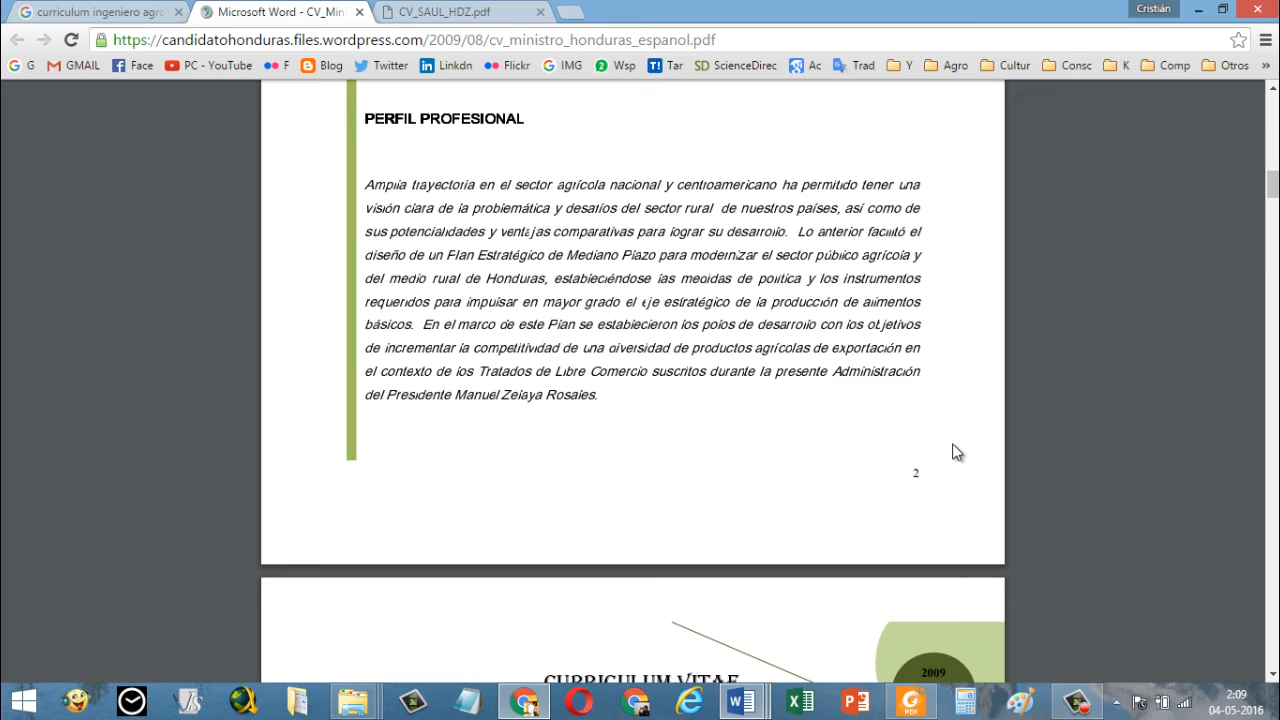 curriculum ingeniero agro
Microsoft Word - CV_Min
CV_SAUL_HDZ.pdf
Cristián
https://candidatohonduras.files.wordpress.com/2009/08/cv_ministro_honduras_espanol.pdf
G GMAIL Face PC - YouTube F Blog Twitter Linkdn Flickr IMG Wsp Tar ScienceDirec Ac Trad Y Agro Cultur Consc K Comp Otros »
PERFIL PROFESIONAL
Amplia trayectoria en el sector agrícola nacional y centroamericano ha permitido tener una
visión clara de la problemática y desafíos del sector rural de nuestros países, así como de
sus potencialidades y ventajas comparativas para lograr su desarrollo. Lo anterior facilitó el
diseño de un Plan Estratégico de Mediano Plazo para modernizar el sector público agrícola y
del medio rural de Honduras, estableciéndose las medidas de política y los instrumentos
requeridos para impulsar en mayor grado el eje estratégico de la producción de alimentos
básicos. En el marco de este Plan se establecieron los polos de desarrollo con los objetivos
de incrementar la competitividad de una diversidad de productos agrícolas de exportación en
el contexto de los Tratados de Libre Comercio suscritos durante la presente Administración
del Presidente Manuel Zelaya Rosales.
2
2009
CURRICULUM VITAE
2:09
04-05-2016